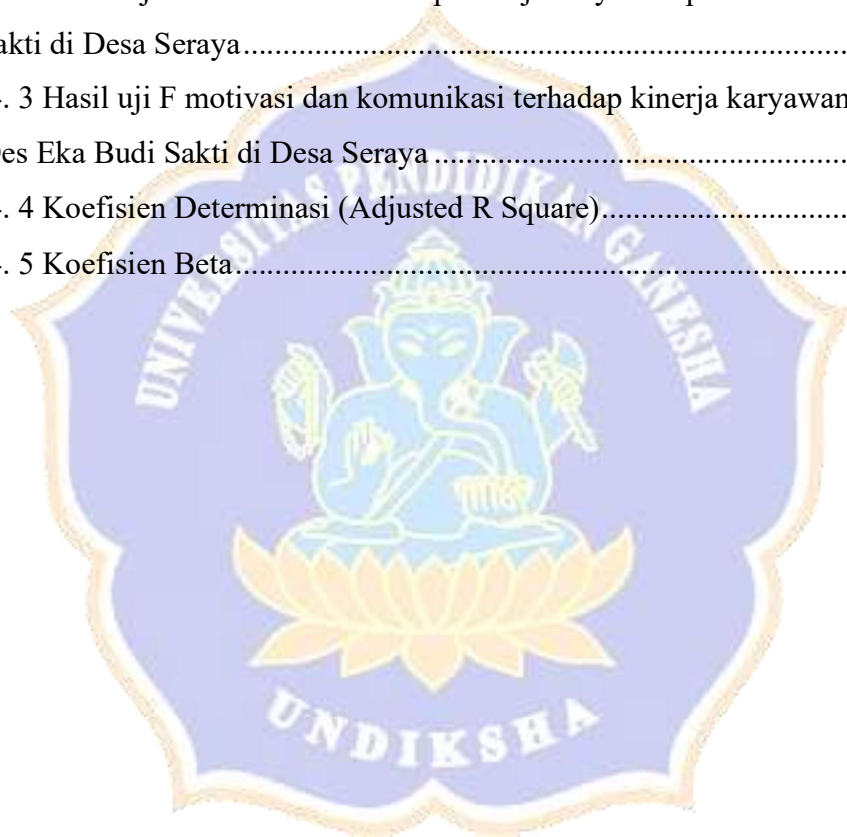 akti di Desa Seraya
. 3 Hasil uji F motivasi dan komunikasi terhadap kinerja karyawan
es Eka Budi Sakti di Desa Seraya
. 4 Koefisien Determinasi (Adjusted R Square)
. 5 Koefisien Beta
UNIVERSITAS PENDIDIKAN GANESHA
UNDIKSHA